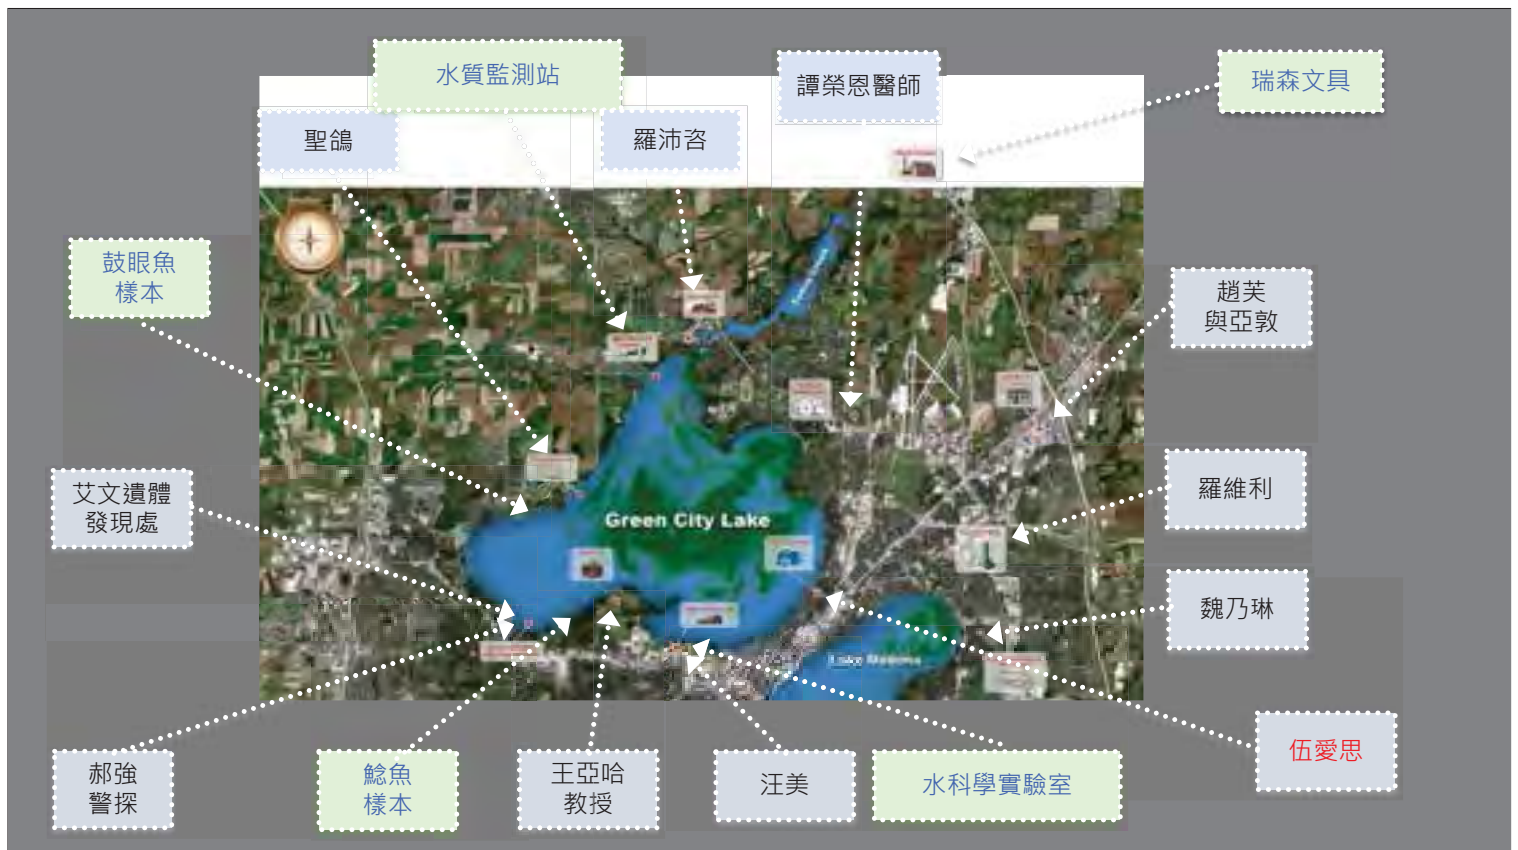 水質監測站
譚榮恩醫師
瑞森文具
聖鴿
羅沛咨
鼓眼魚
樣本
趙芙
與亞敦
艾文遺體
發現處
羅維利
Green City Lake
魏乃琳
Lake Monona
伍愛思
郝強
警探
鯰魚
樣本
王亞哈
教授
汪美
水科學實驗室